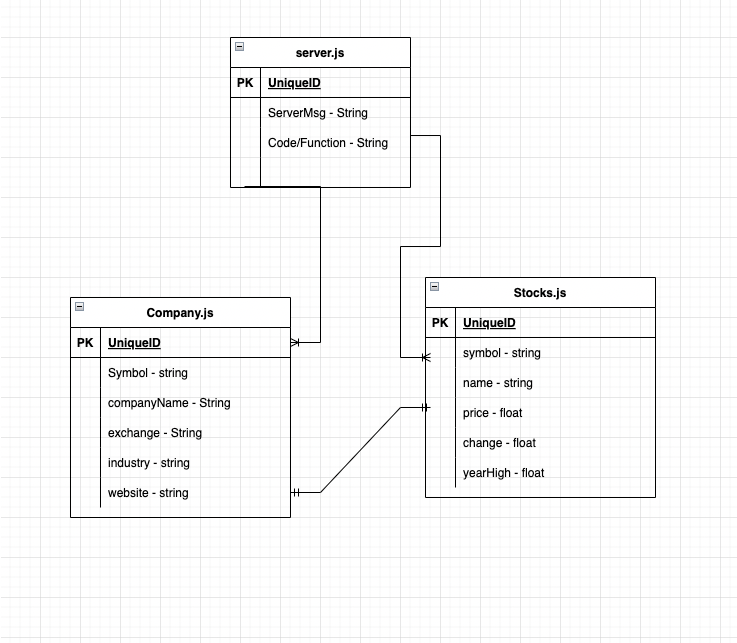 server.js
PK UniqueID
ServerMsg - String
Code/Function - String
Company.js
PK UniqueID
Symbol - string
companyName - String
exchange - String
industry - string
website - string
Stocks.js
PK UniqueID
symbol - string
name - string
price - float
change - float
yearHigh - float